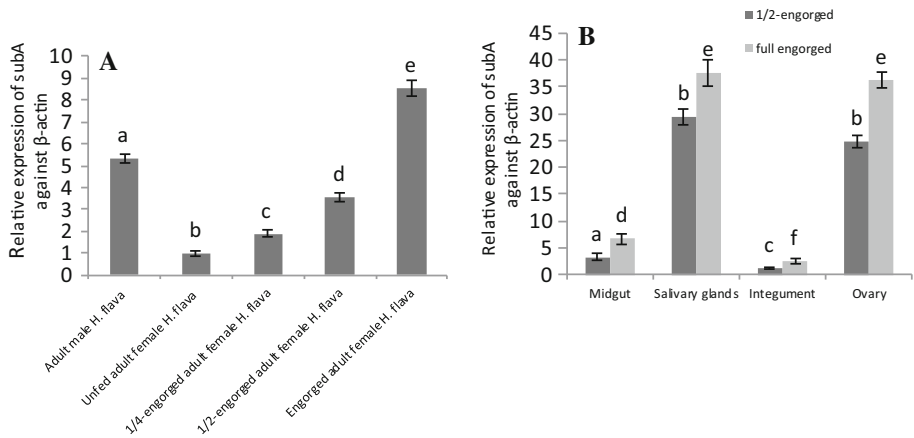 A
Relative expression of subA
against β-actin
10
9
8
7
6
5
4
3
2
1
0
a
b
c
d
e
Adult male H. flava
Unfed adult female H. flava
1/4-engorged adult female H. flava
1/2-engorged adult female H. flava
Engorged adult female H. flava
B
1/2-engorged
full engorged
Relative expression of subA
against β-actin
45
40
35
30
25
20
15
10
5
0
a
d
b
e
c
f
b
e
Midgut
Salivary glands
Integument
Ovary